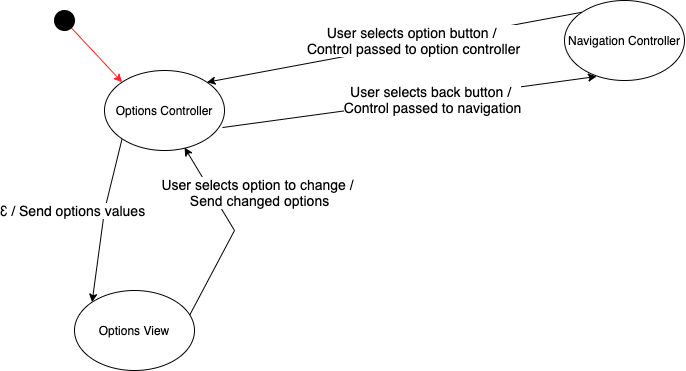 User selects option button /
Control passed to option controller
Navigation Controller
User selects back button /
Control passed to navigation
Options Controller
User selects option to change /
Send changed options
Ɛ / Send options values
Options View